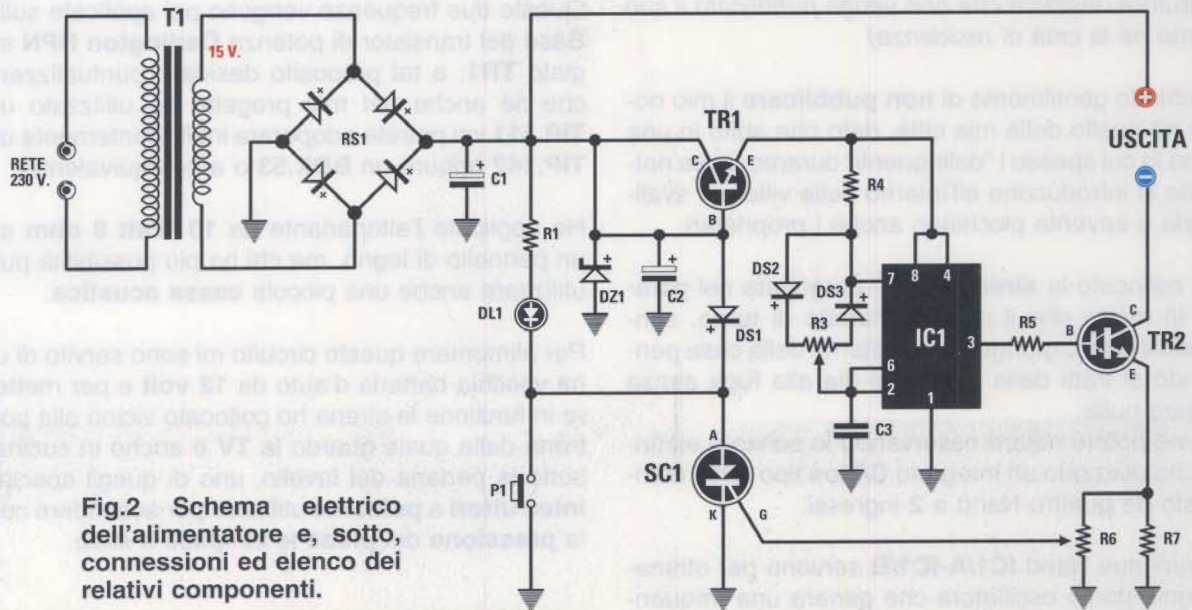 T1
15 V.
RETE
230 V.
RS1
C1
R1
DL1
DZ1
C2
TR1
C
E
B
DS1
R4
DS2
DS3
R3
7
8
4
6
2
IC1
3
1
C3
R5
B
C
E
TR2
+
USCITA
-
P1
SC1
A
K
G
R6
R7
Fig.2 Schema elettrico
dell'alimentatore e, sotto,
connessioni ed elenco dei
relativi componenti.